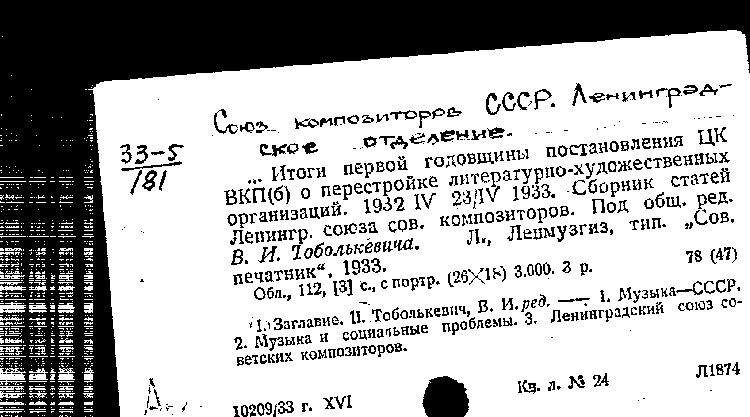 Союз композиторов СССР. Ленинград-
ское отделение.
33-5
181
... Итоги первой годовщины постановления ЦК
ВКП(б) о перестройке литературно-художественных
организаций. 1932 IV 23/IV 1933. Сборник статей
Ленингр. союза сов. композиторов. Под общ. ред.
В. И. Тоболькевича. Л., Ленмузгиз, тип. „Сов.
печатник“, 1933.
Обл., 112, [3] с., с портр. (26×18) 3.000. 3 р.
78 (47)
I. Заглавие. II. Тоболькевич, В. И. ред. —— 1. Музыка—СССР.
2. Музыка и социальные проблемы. 3. Ленинградский союз со-
ветских композиторов.
10209/33 г. XVI
Кн. л. № 24
Л1874